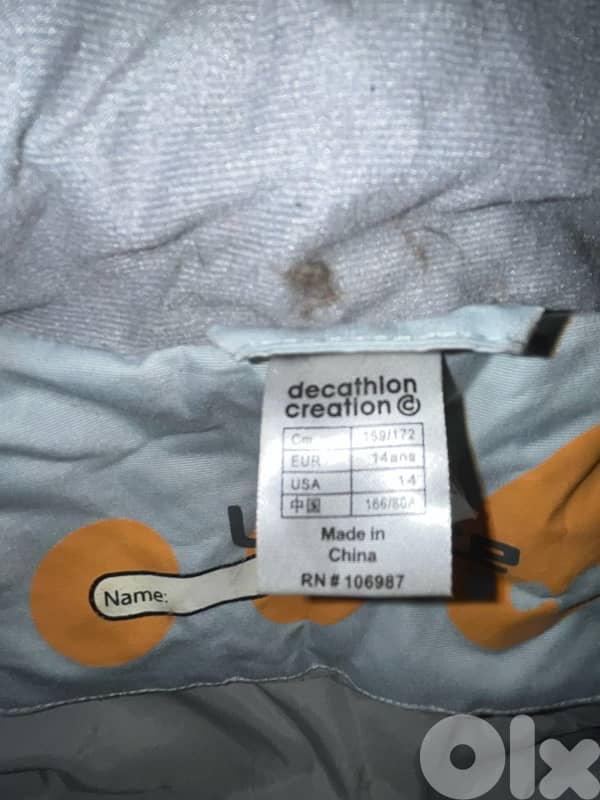 decathlon
creation ©
Cm 159/172
EUR 14ans
USA 14
中国 166/80A
Made in
China
RN # 106987
Name:
Olx